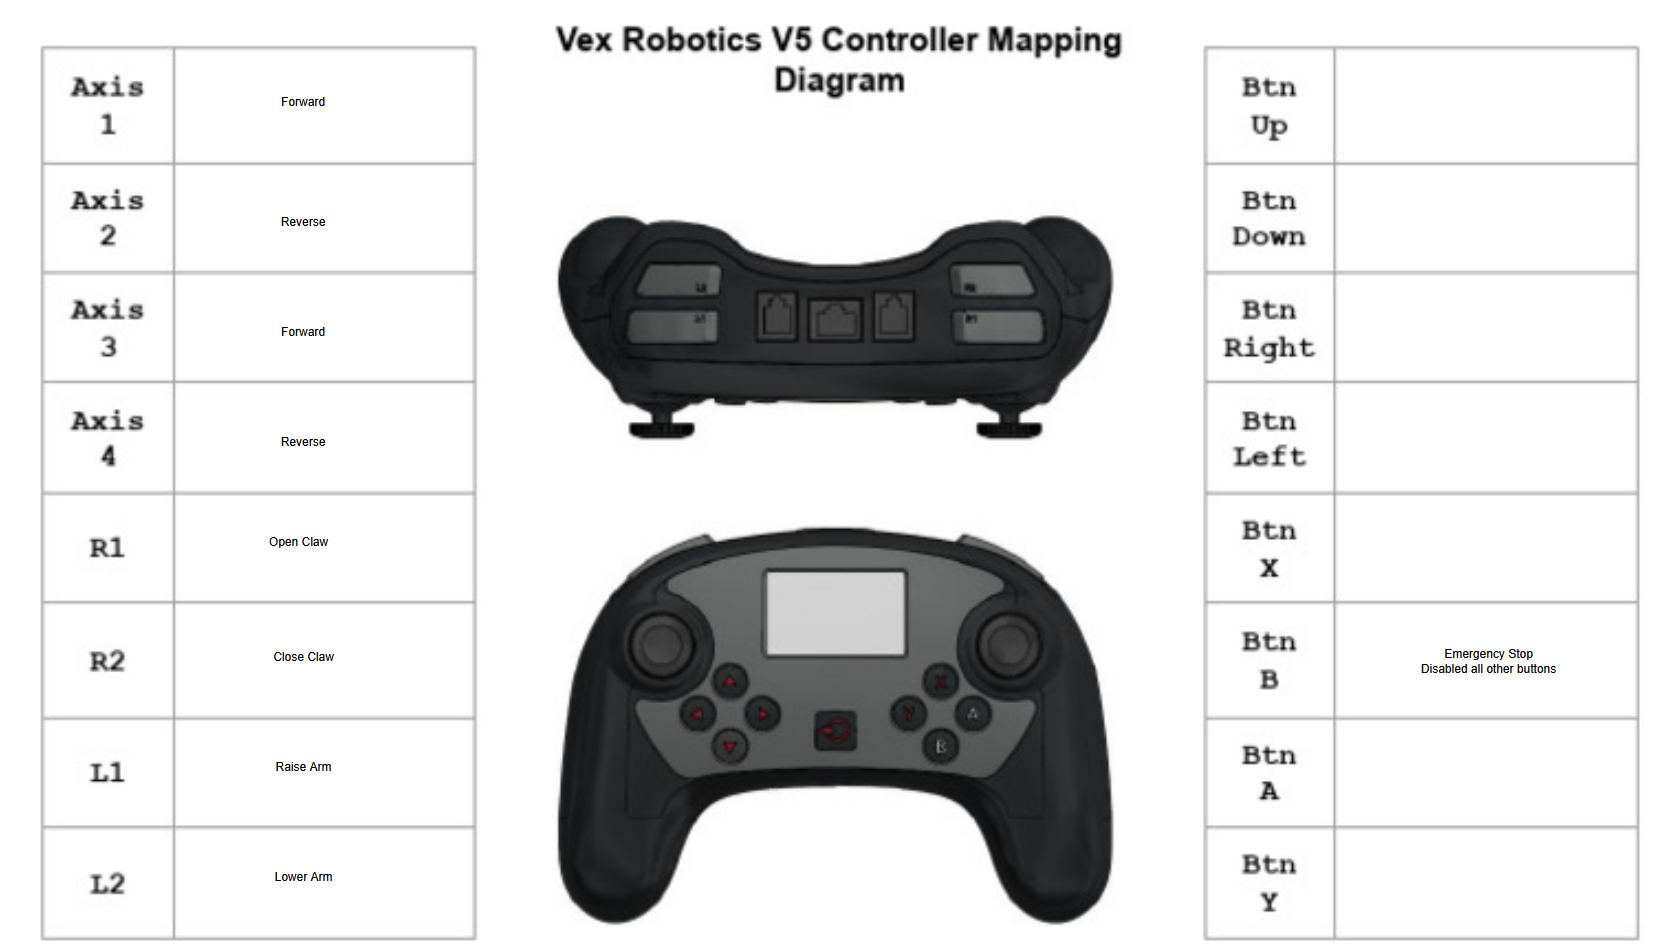 Vex Robotics V5 Controller Mapping
Diagram
Axis
1
Forward
Axis
2
Reverse
Axis
3
Forward
Axis
4
Reverse
R1
Open Claw
R2
Close Claw
L1
Raise Arm
L2
Lower Arm
X
Y
A
B
Btn
Up
Btn
Down
Btn
Right
Btn
Left
Btn
X
Btn
B
Emergency Stop
Disabled all other buttons
Btn
A
Btn
Y